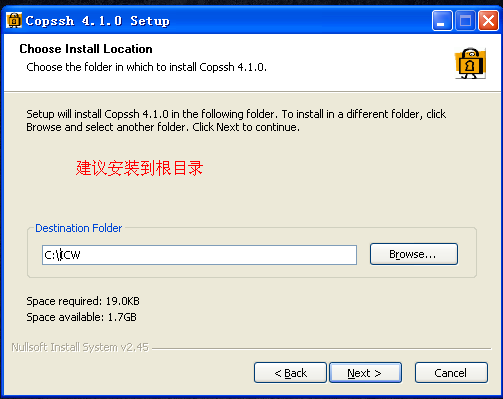 Copssh 4.1.0 Setup
Choose Install Location
Choose the folder in which to install Copssh 4.1.0.
Setup will install Copssh 4.1.0 in the following folder. To install in a different folder, click
Browse and select another folder. Click Next to continue.
建议安装到根目录
Destination Folder
C:\ICW
Browse...
Space required: 19.0KB
Space available: 1.7GB
Nullsoft Install System v2.45
< Back
Next >
Cancel